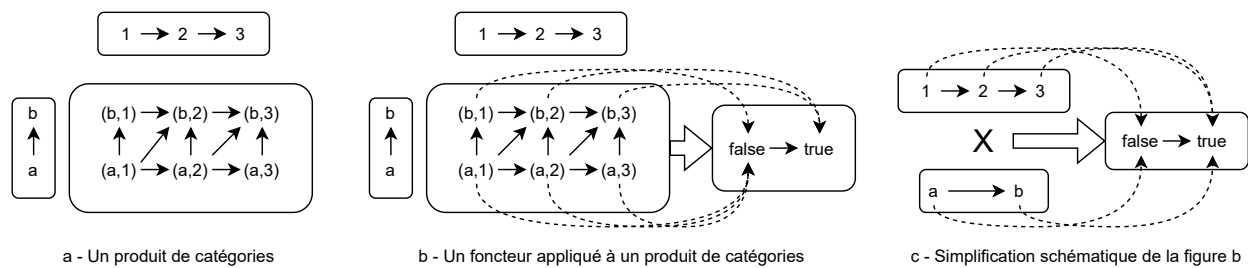 1 2 3
b
a
(b,1) (b,2) (b,3)
(a,1) (a,2) (a,3)
a - Un produit de catégories
1 2 3
b
a
(b,1) (b,2) (b,3)
(a,1) (a,2) (a,3)
false true
b - Un foncteur appliqué à un produit de catégories
1 2 3
X
false true
a b
c - Simplification schématique de la figure b